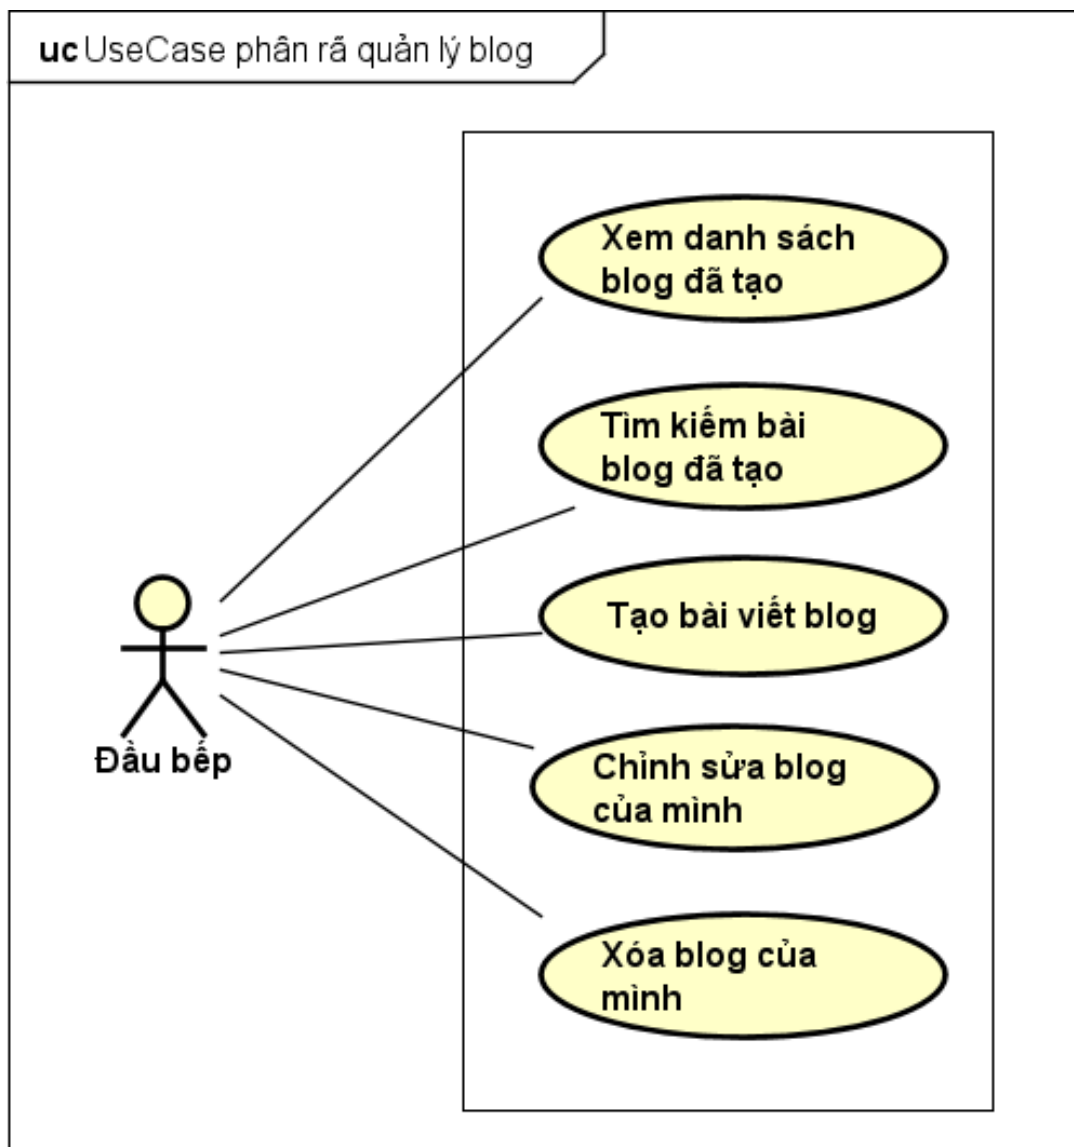 uc UseCase phân rã quản lý blog
Xem danh sách
blog đã tạo
Tìm kiếm bài
blog đã tạo
Tạo bài viết blog
Đầu bếp
Chỉnh sửa blog
của mình
Xóa blog của
mình